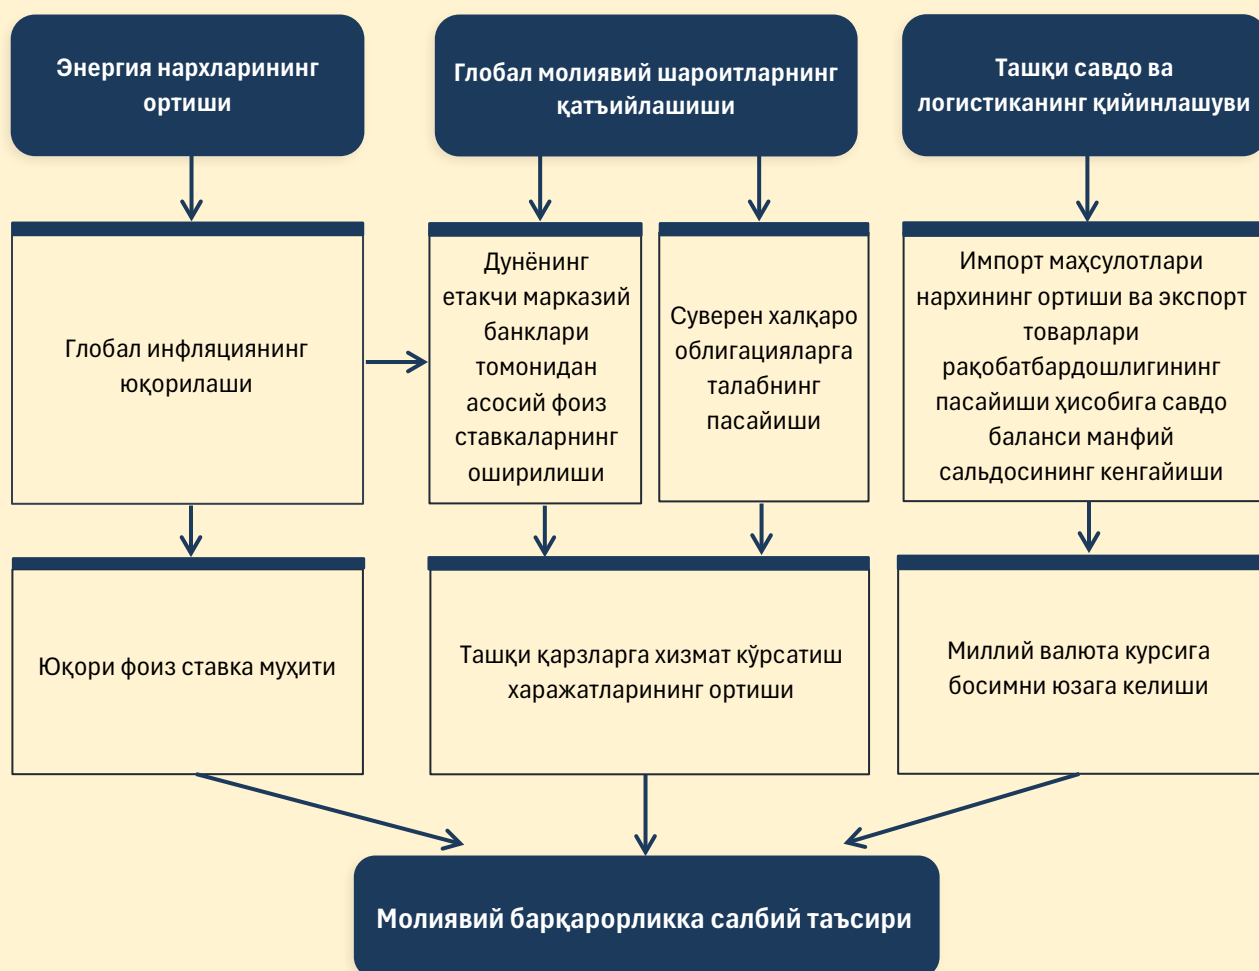 Энергия нархларининг
ортиши
Глобал молиявий шароитларнинг
қатъийлашиши
Ташқи савдо ва
логистиканинг қийинлашуви
Глобал инфляциянинг
юқорилаши
Дунёнинг
етакчи марказий
банклари
томонидан
асосий фоиз
ставкаларнинг
оширилиши
Суверен халқаро
облигацияларга
талабнинг
пасайиши
Импорт маҳсулотлари
нархининг ортиши ва экспорт
товарлари
рақобатбардошлигининг
пасайиши ҳисобига савдо
баланси манфий
сальдосининг кенгайиши
Юқори фоиз ставка муҳити
Ташқи қарзларга хизмат кўрсатиш
харажатларининг ортиши
Миллий валюта курсига
босимни юзага келиши
Молиявий барқарорликка салбий таъсири